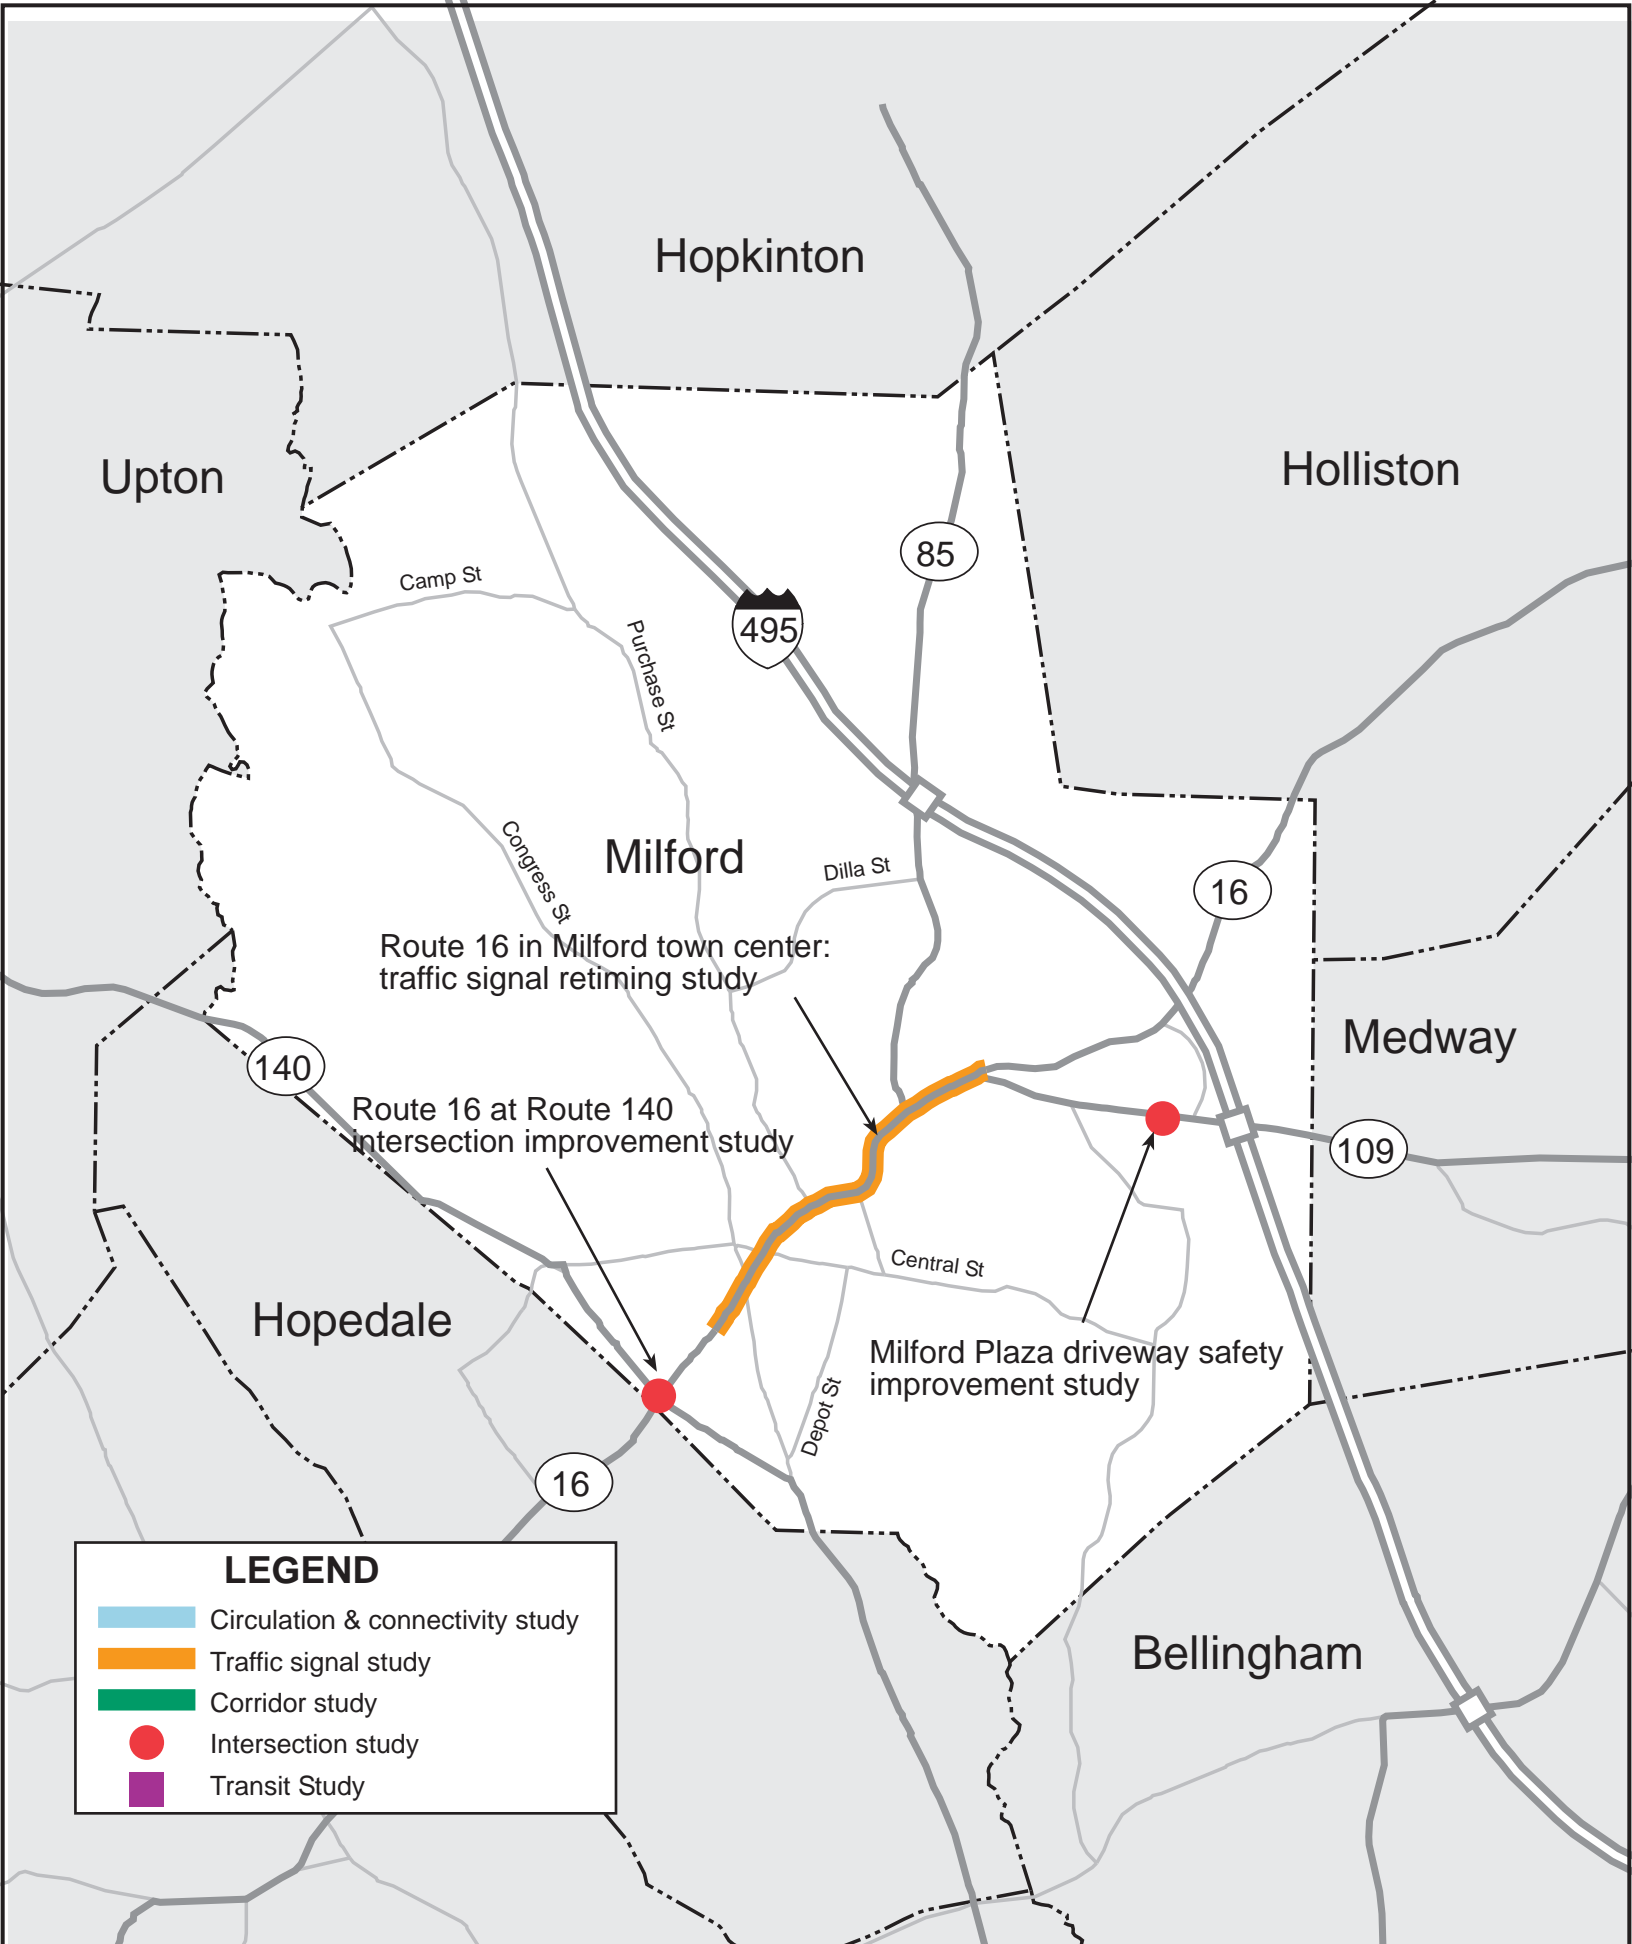 Hopkinton
Upton
Holliston
85
Camp St
495
Purchase St
Congress St
Milford
Dilla St
16
Route 16 in Milford town center:
traffic signal retiming study
Medway
140
Route 16 at Route 140
intersection improvement study
109
Central St
Hopedale
Milford Plaza driveway safety
improvement study
Depot St
16
Bellingham
LEGEND
Circulation & connectivity study
Traffic signal study
Corridor study
Intersection study
Transit Study